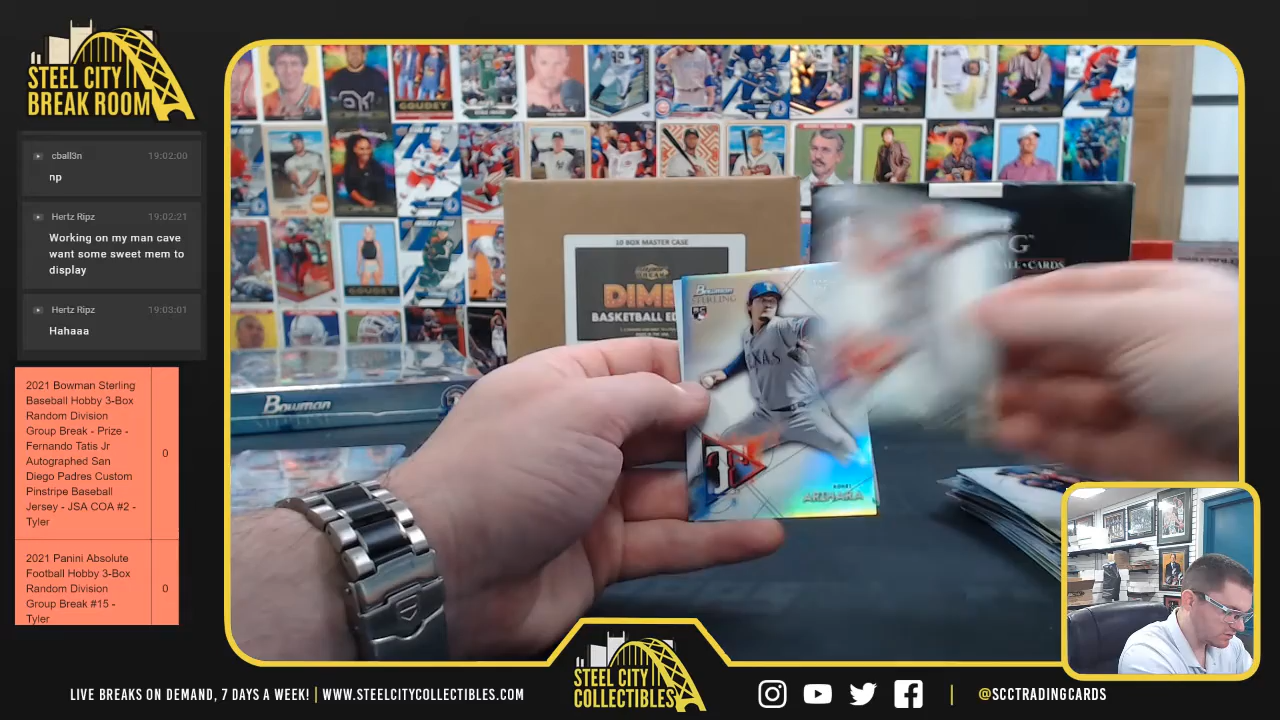 STEEL CITY
BREAK ROOM
cball3n 19:02:00
np
Hertz Ripz 19:02:21
Working on my man cave
want some sweet mem to
display
Hertz Ripz 19:03:01
Hahaaa
2021 Bowman Sterling
Baseball Hobby 3-Box
Random Division
Group Break - Prize -
Fernando Tatis Jr
Autographed San
Diego Padres Custom
Pinstripe Baseball
Jersey - JSA COA #2 -
Tyler
0
2021 Panini Absolute
Football Hobby 3-Box
Random Division
Group Break #15 -
Tyler
0
GOUDEY
GOUDEY
10 BOX MASTER CASE
BREAK
DIME
BASKETBALL
Bowman
Bowman
STERLING
RC
EXAS
T
KOHEI
ARIHARA
STEEL CITY
COLLECTIBLES
LIVE BREAKS ON DEMAND, 7 DAYS A WEEK! | WWW.STEELCITYCOLLECTIBLES.COM
| @SCCTRADINGCARDS